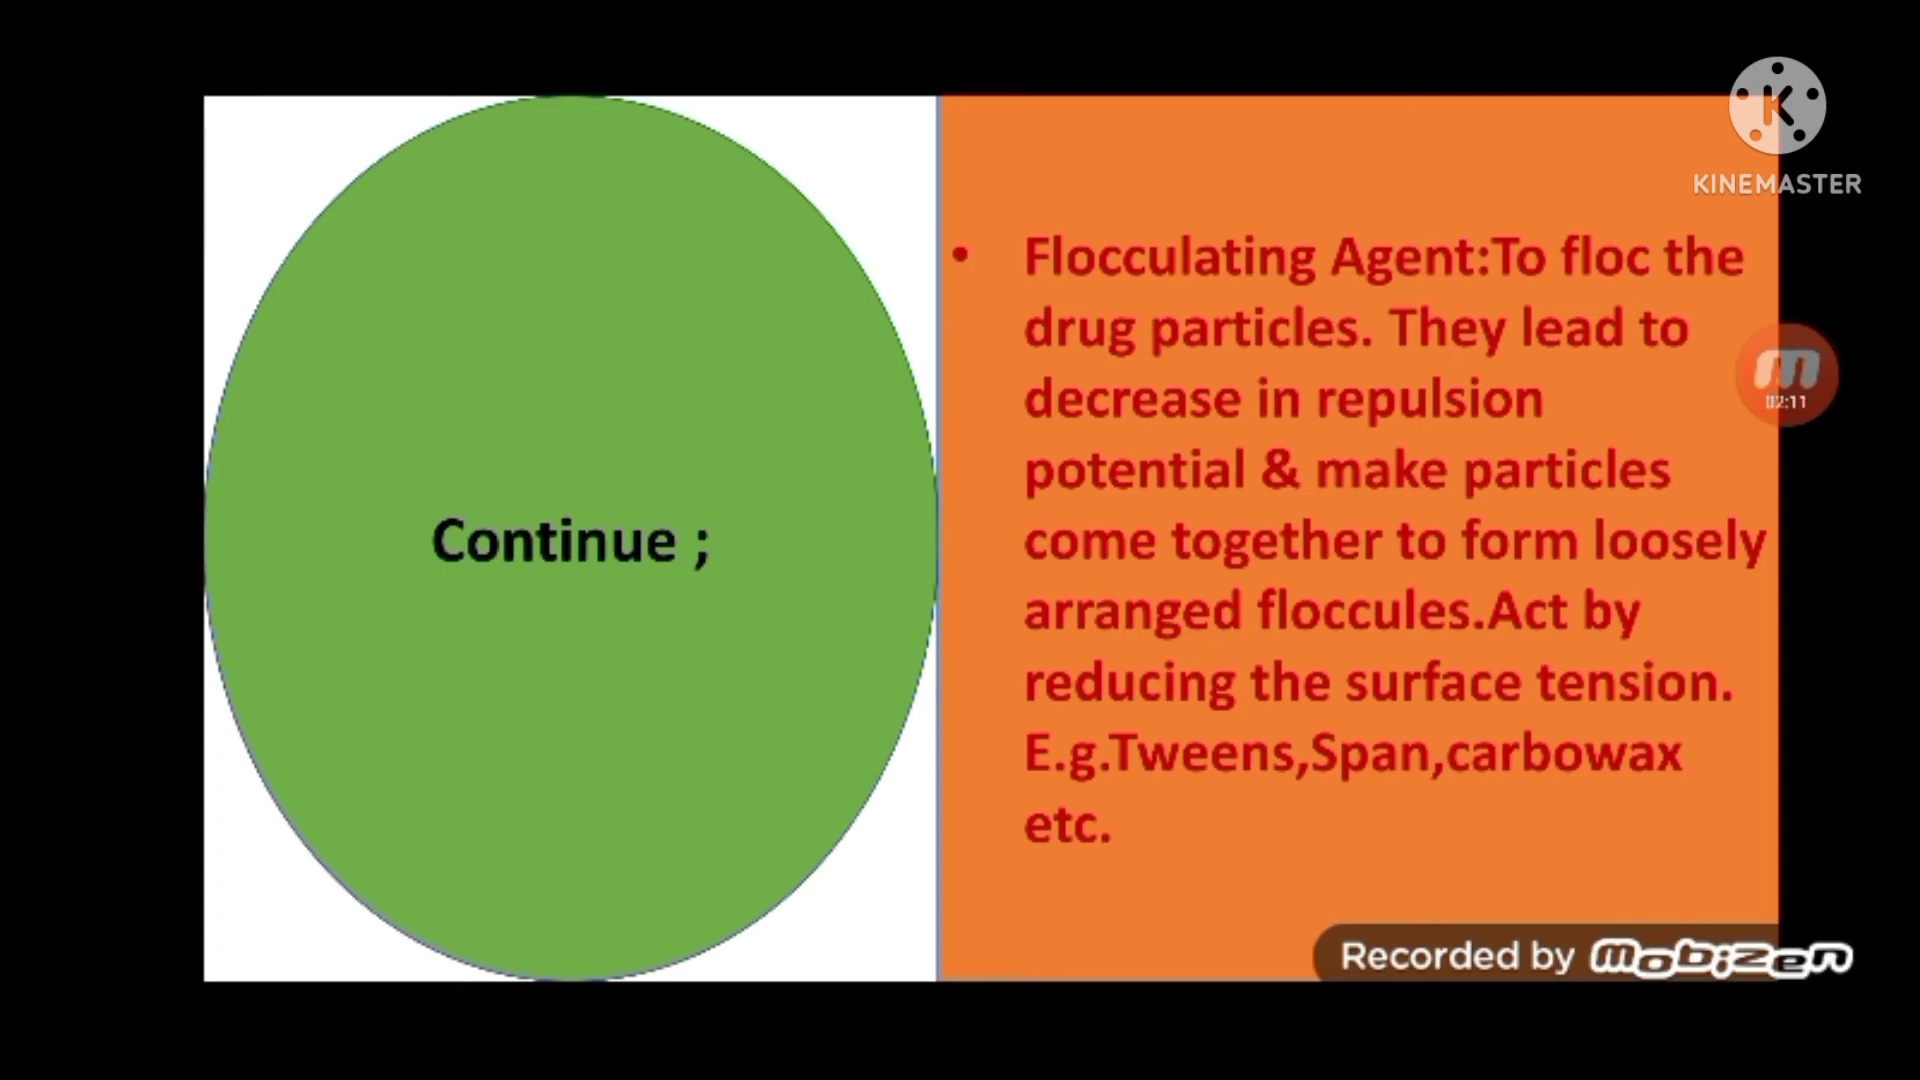 Continue ;
• Flocculating Agent:To floc the
drug particles. They lead to
decrease in repulsion
potential & make particles
come together to form loosely
arranged floccules.Act by
reducing the surface tension.
E.g.Tweens,Span,carbowax
etc.
K
KINEMASTER
m
02:11
Recorded by mobizen